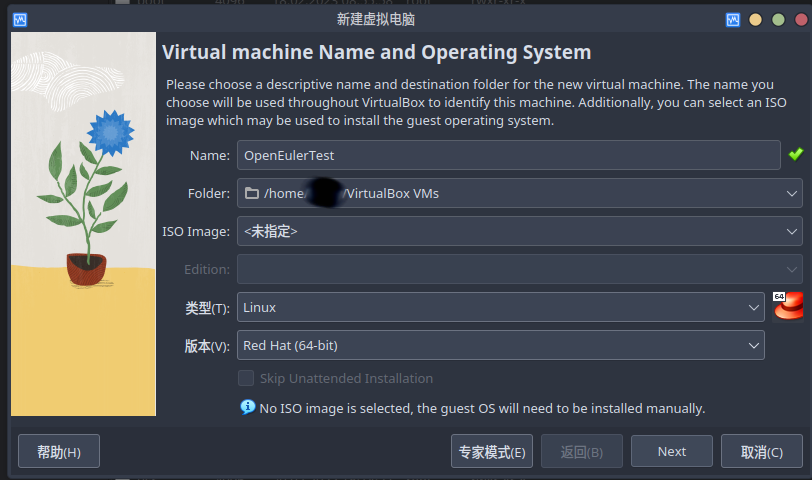 新建虚拟电脑
Virtual machine Name and Operating System
Please choose a descriptive name and destination folder for the new virtual machine. The name you
choose will be used throughout VirtualBox to identify this machine. Additionally, you can select an ISO
image which may be used to install the guest operating system.
Name: OpenEulerTest
Folder: /home/ /VirtualBox VMs
ISO Image: <未指定>
Edition:
类型(T): Linux
64
版本(V): Red Hat (64-bit)
Skip Unattended Installation
No ISO image is selected, the guest OS will need to be installed manually.
帮助(H) 专家模式(E) 返回(B) Next 取消(C)